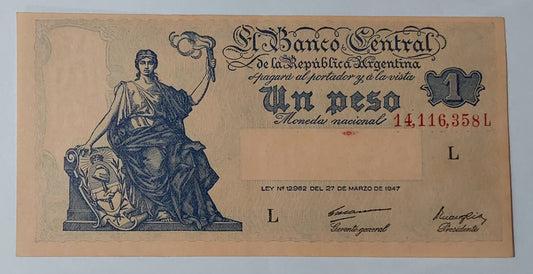 El Banco Central
de la República Argentina
pagará al portador y á la vista
1
Un peso
Moneda nacional
14,116,358 L
L
LEY Nº 12.962 DEL 27 DE MARZO DE 1947
L
Gerente general
Presidente